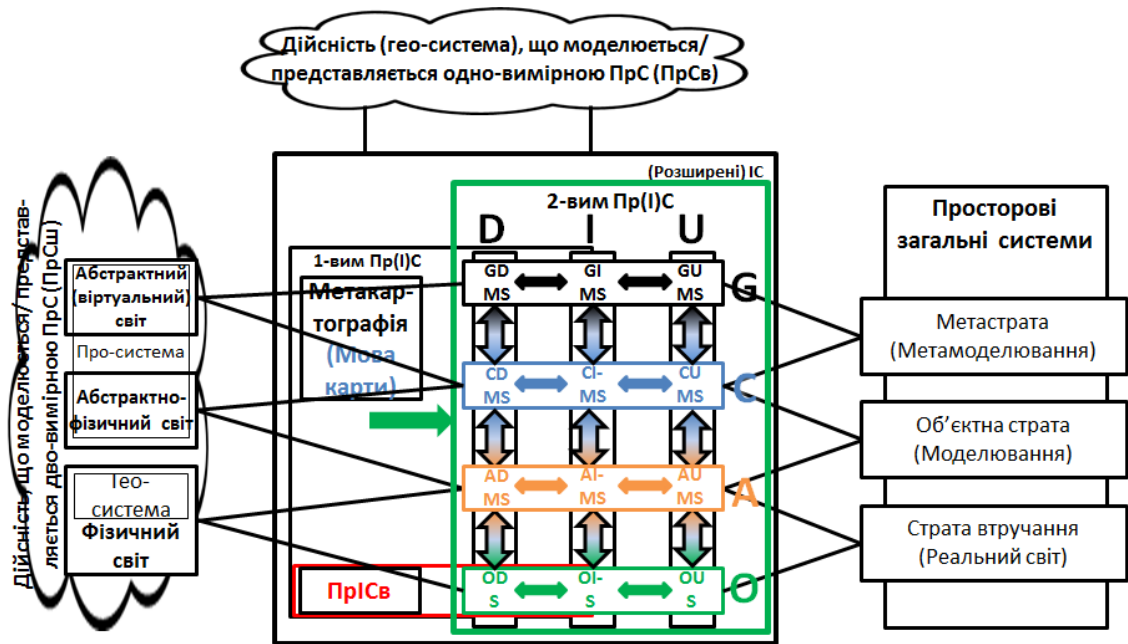 Дійсність (гео-система), що моделюється/
представляється одно-вимірною ПрС (ПрСв)
(Розширені) ІС
2-вим Пр(І)С
D I U
1-вим Пр(І)С
Метакар-
тографія
(Мова
карти)
GD
MS
GI
MS
GU
MS
G
CD
MS
CI-
MS
CU
MS
C
AD
MS
AI-
MS
AU
MS
A
OD
S
OI-
S
OU
S
O
ПрІСв
Дійсність, що моделюється/ представ-
ляється дво-вимірною ПрС (ПрСш)
Абстрактний
(віртуальний)
світ
Про-система
Абстрактно-
фізичний світ
Гео-
система
Фізичний
світ
Просторові
загальні системи
Метастрата
(Метамоделювання)
Об’єктна страта
(Моделювання)
Страта втручання
(Реальний світ)